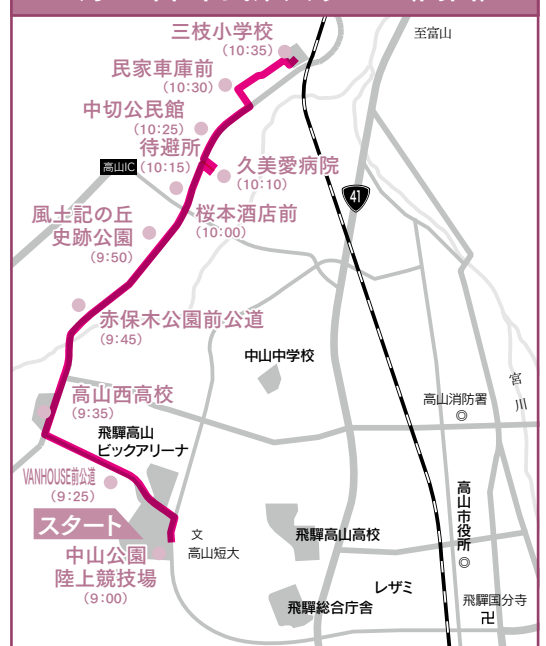 三枝小学校
(10:35)
至富山
民家車庫前
(10:30)
中切公民館
(10:25)
待避所
(10:15)
高山IC
久美愛病院
(10:10)
41
風土記の丘
史跡公園
(9:50)
桜本酒店前
(10:00)
赤保木公園前公道
(9:45)
中山中学校
宮川
高山西高校
(9:35)
高山消防署
飛騨高山
ビックアリーナ
VANHOUSE前公道
(9:25)
高山市役所
スタート
文
高山短大
飛騨高山高校
中山公園
陸上競技場
(9:00)
レザミ
飛騨総合庁舎
飛騨国分寺
卍